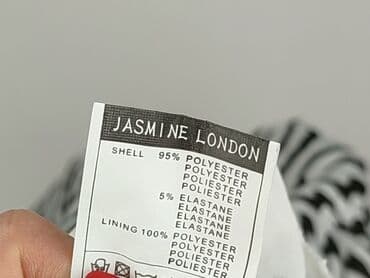 JASMINE LONDON
SHELL 95% POLYESTER
POLYESTER
POLIESTER
POLIESTER
5% ELASTANE
ELASTANE
ELASTANE
ELASTANE
LINING 100% POLYESTER
POLYESTER
POLIESTER
POLIESTER